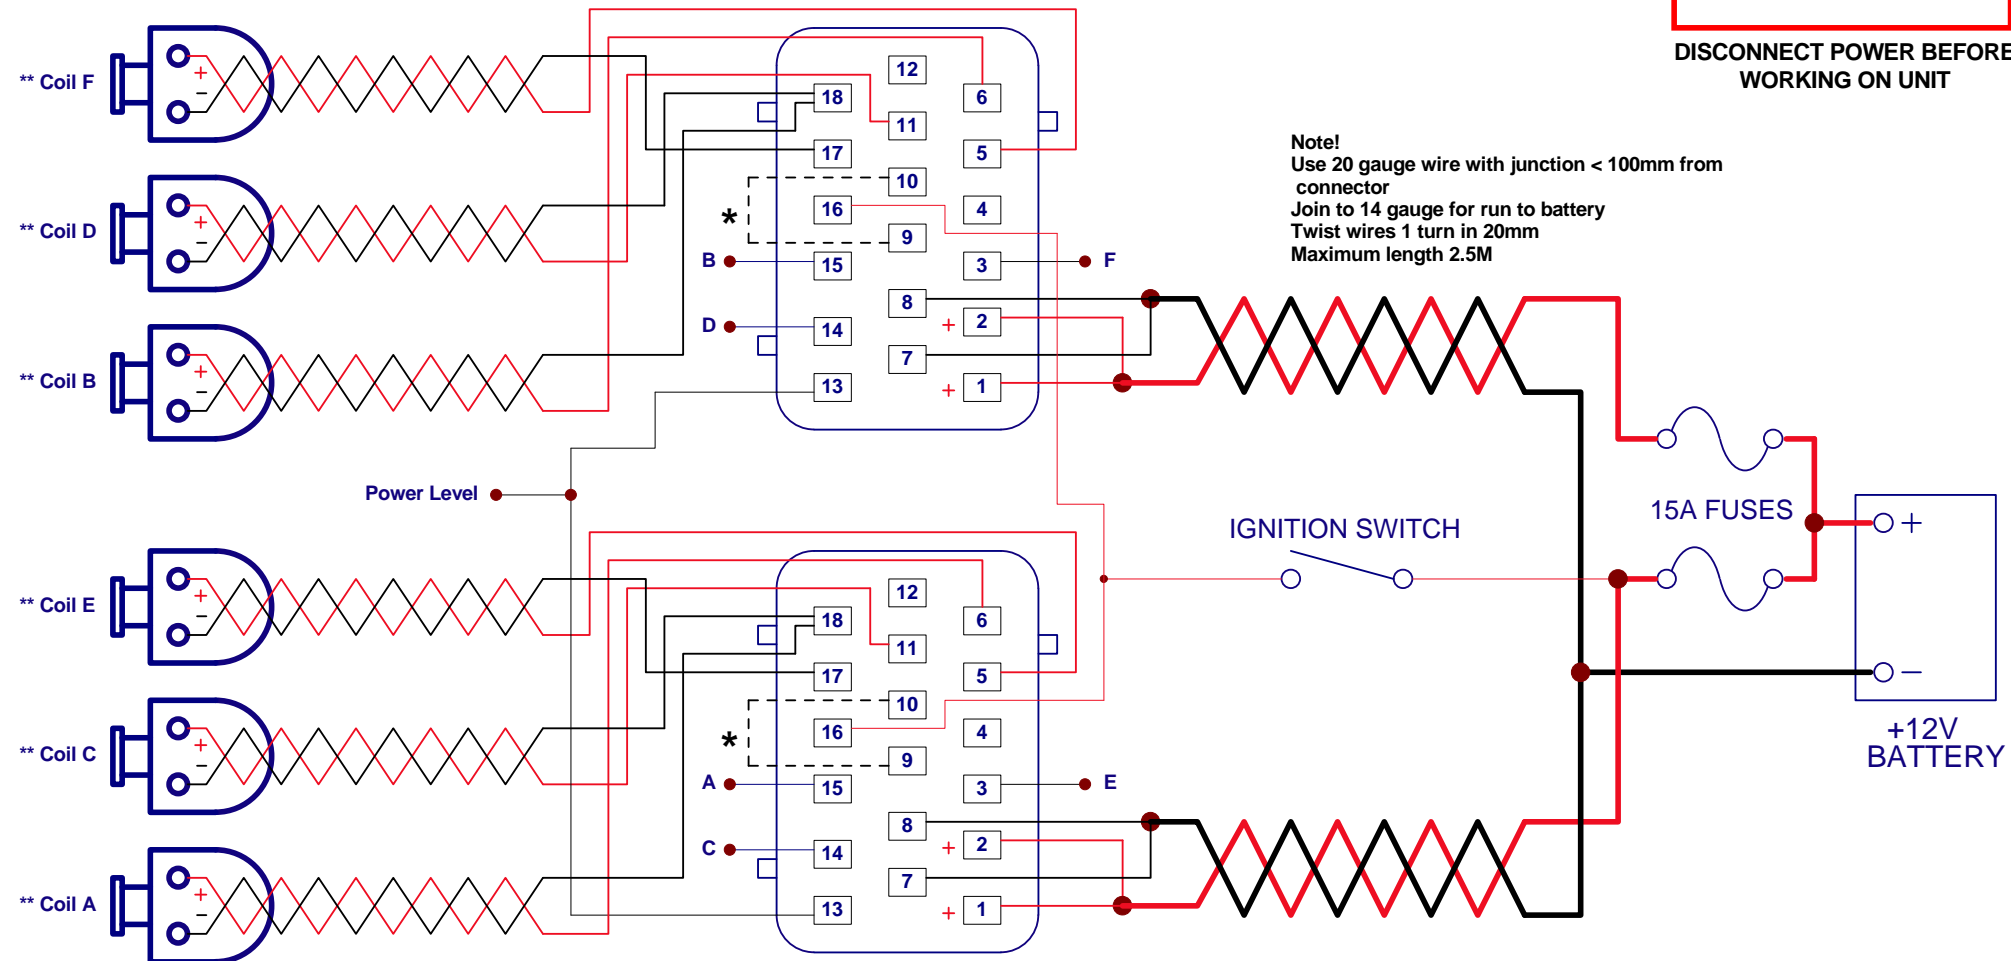 DISCONNECT POWER BEFORE
WORKING ON UNIT
Note!
Use 20 gauge wire with junction < 100mm from
connector
Join to 14 gauge for run to battery
Twist wires 1 turn in 20mm
Maximum length 2.5M
** Coil F
+
−
** Coil D
+
−
** Coil B
+
−
12
18
6
11
17
5
10
16
4
*
9
B
15
3
F
8
D
14
+ 2
7
13
+ 1
Power Level
15A FUSES
IGNITION SWITCH
+
−
+12V
BATTERY
** Coil E
+
−
** Coil C
+
−
** Coil A
+
−
12
18
6
11
17
5
10
16
4
*
9
A
15
3
E
8
C
14
+ 2
7
13
+ 1